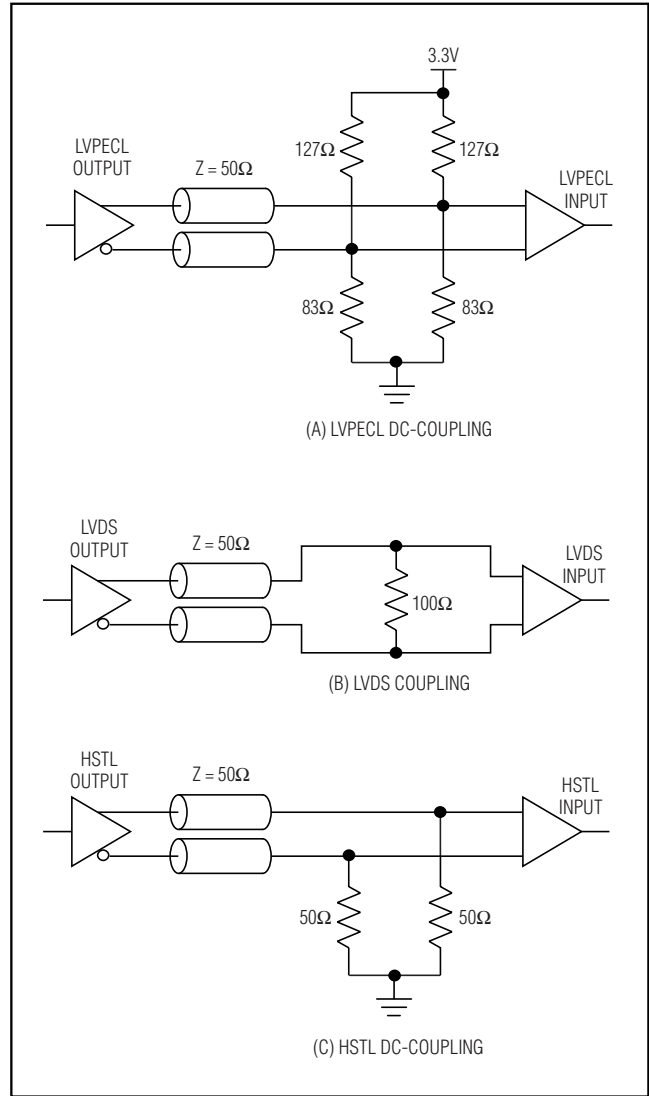 3.3V
127Ω
127Ω
LVPECL
OUTPUT
Z = 50Ω
LVPECL
INPUT
83Ω
83Ω
(A) LVPECL DC-COUPLING
LVDS
OUTPUT
Z = 50Ω
LVDS
INPUT
100Ω
(B) LVDS COUPLING
HSTL
OUTPUT
Z = 50Ω
HSTL
INPUT
50Ω
50Ω
(C) HSTL DC-COUPLING